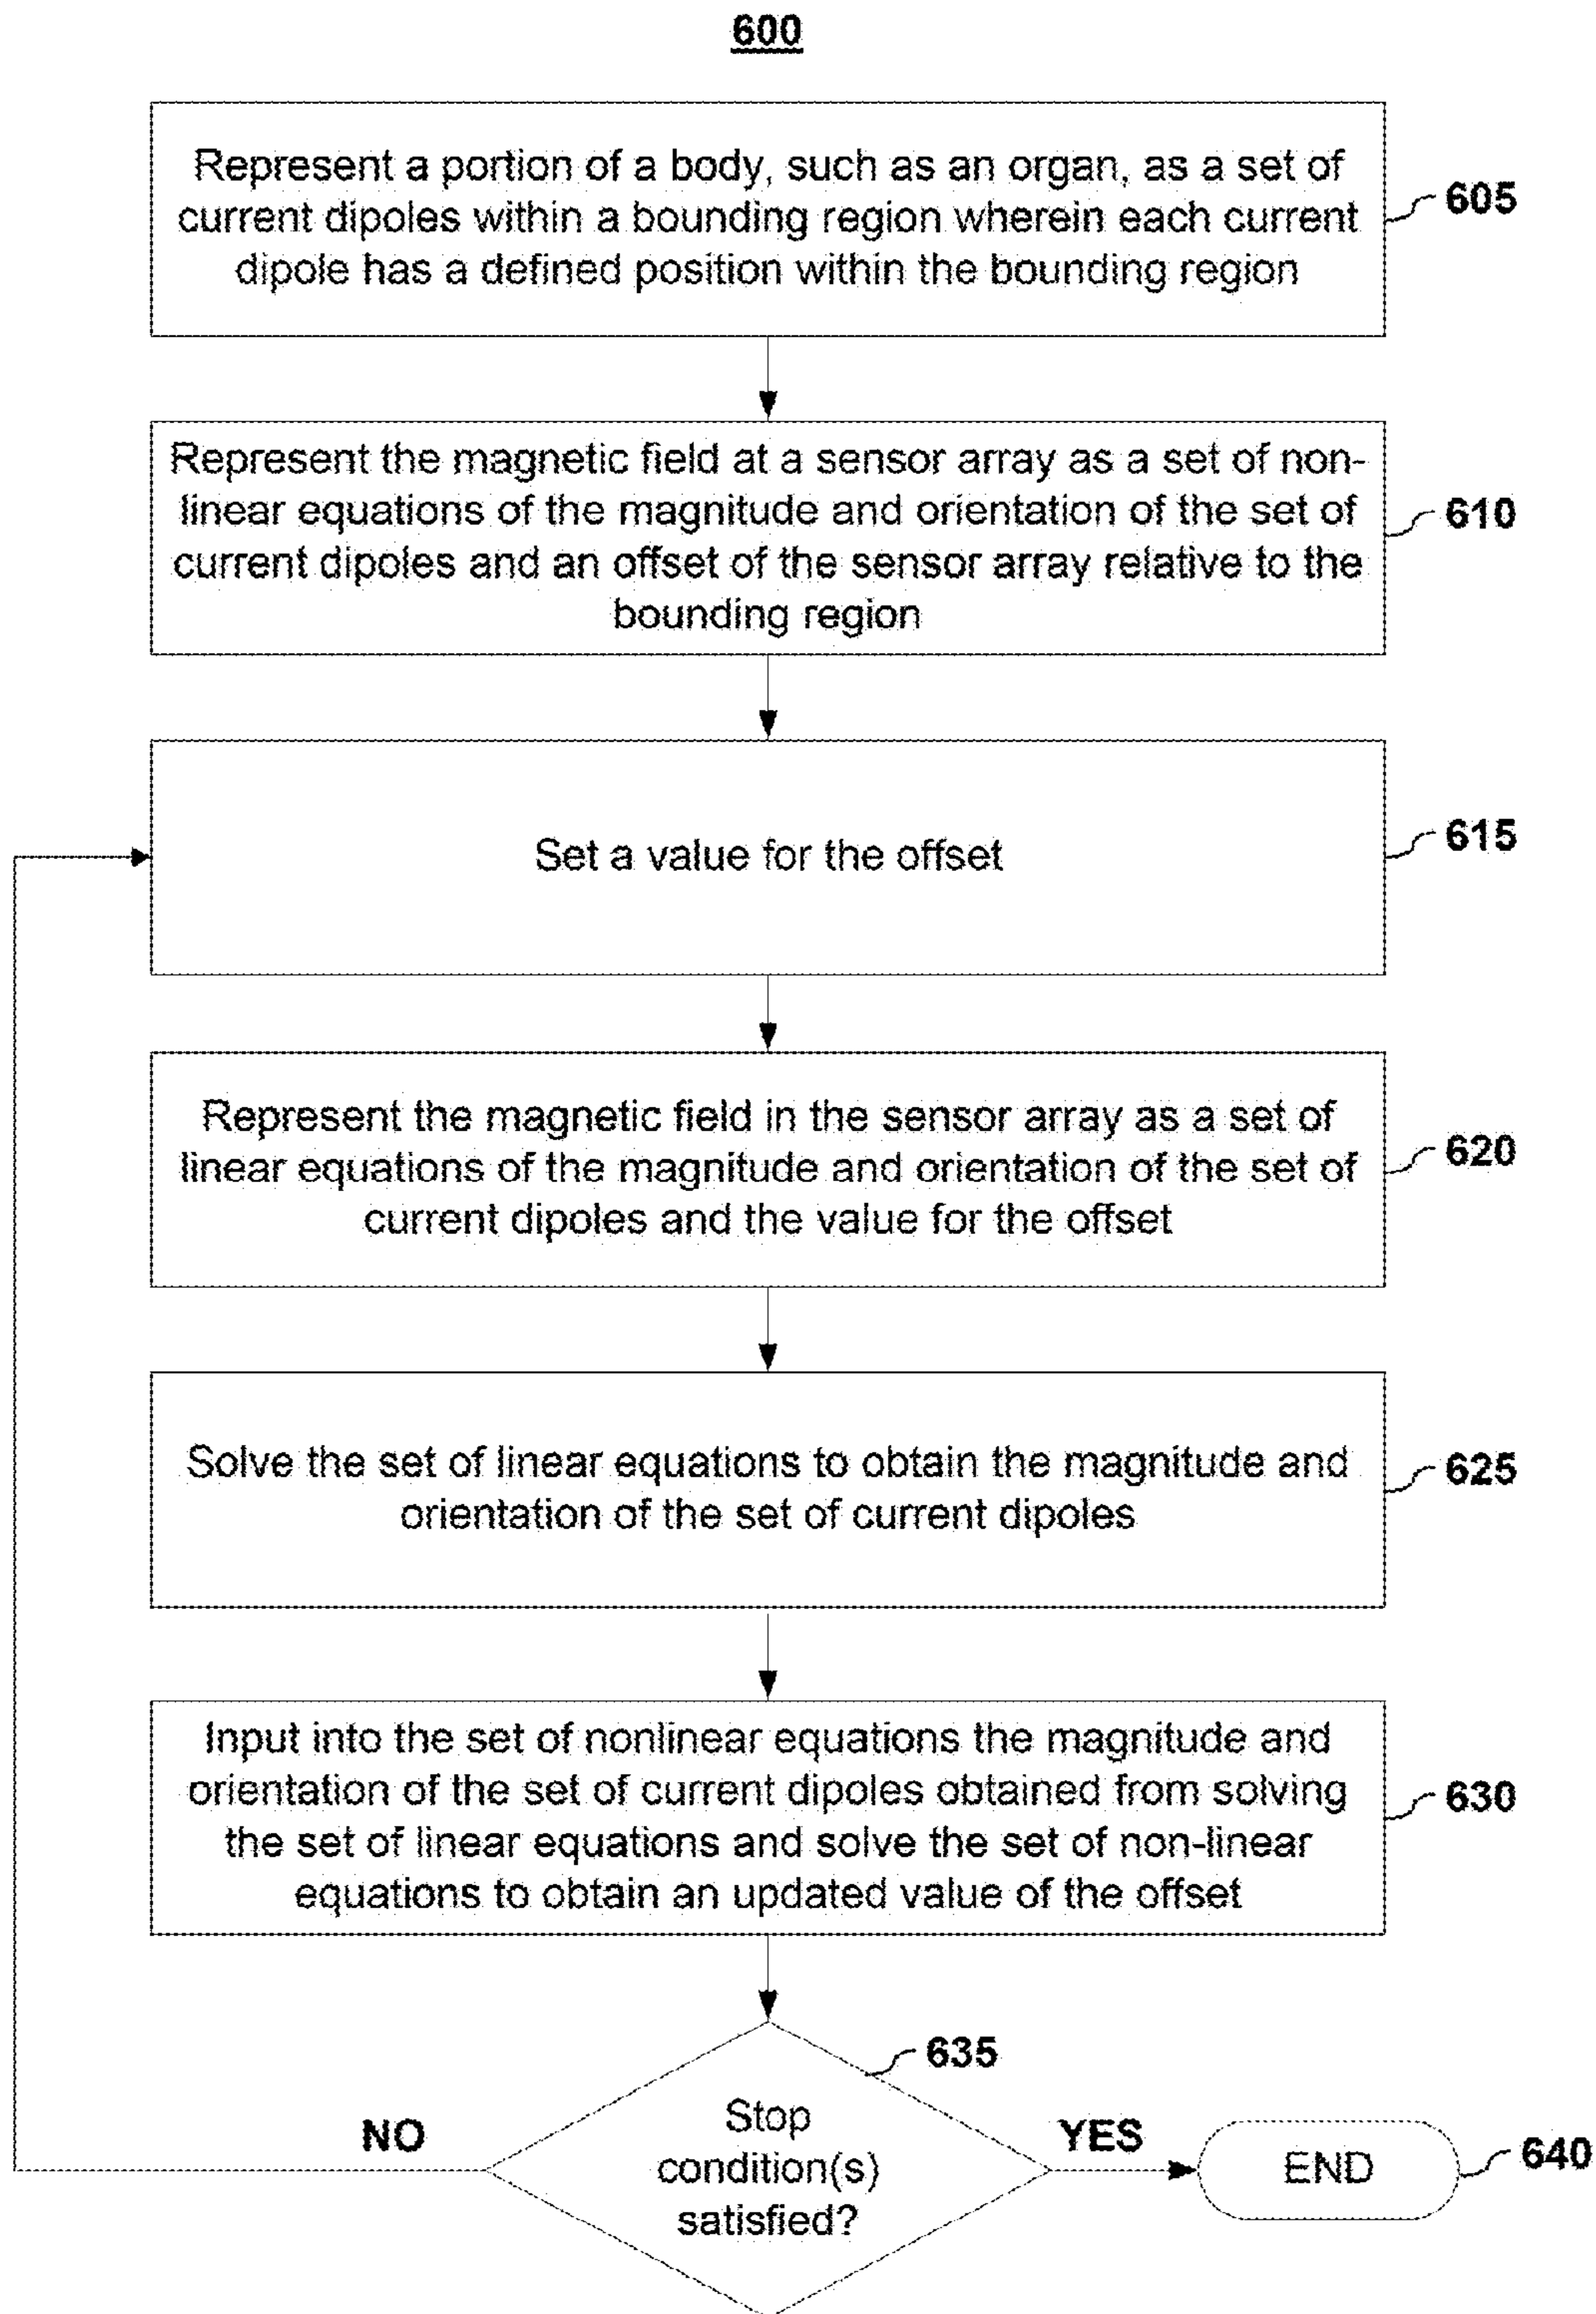 600
Represent a portion of a body, such as an organ, as a set of
current dipoles within a bounding region wherein each current
dipole has a defined position within the bounding region
605
Represent the magnetic field at a sensor array as a set of non-
linear equations of the magnitude and orientation of the set of
current dipoles and an offset of the sensor array relative to the
bounding region
610
Set a value for the offset
615
Represent the magnetic field in the sensor array as a set of
linear equations of the magnitude and orientation of the set of
current dipoles and the value for the offset
620
Solve the set of linear equations to obtain the magnitude and
orientation of the set of current dipoles
625
Input into the set of nonlinear equations the magnitude and
orientation of the set of current dipoles obtained from solving
the set of linear equations and solve the set of non-linear
equations to obtain an updated value of the offset
630
635
Stop
condition(s)
satisfied?
NO
YES
END
640